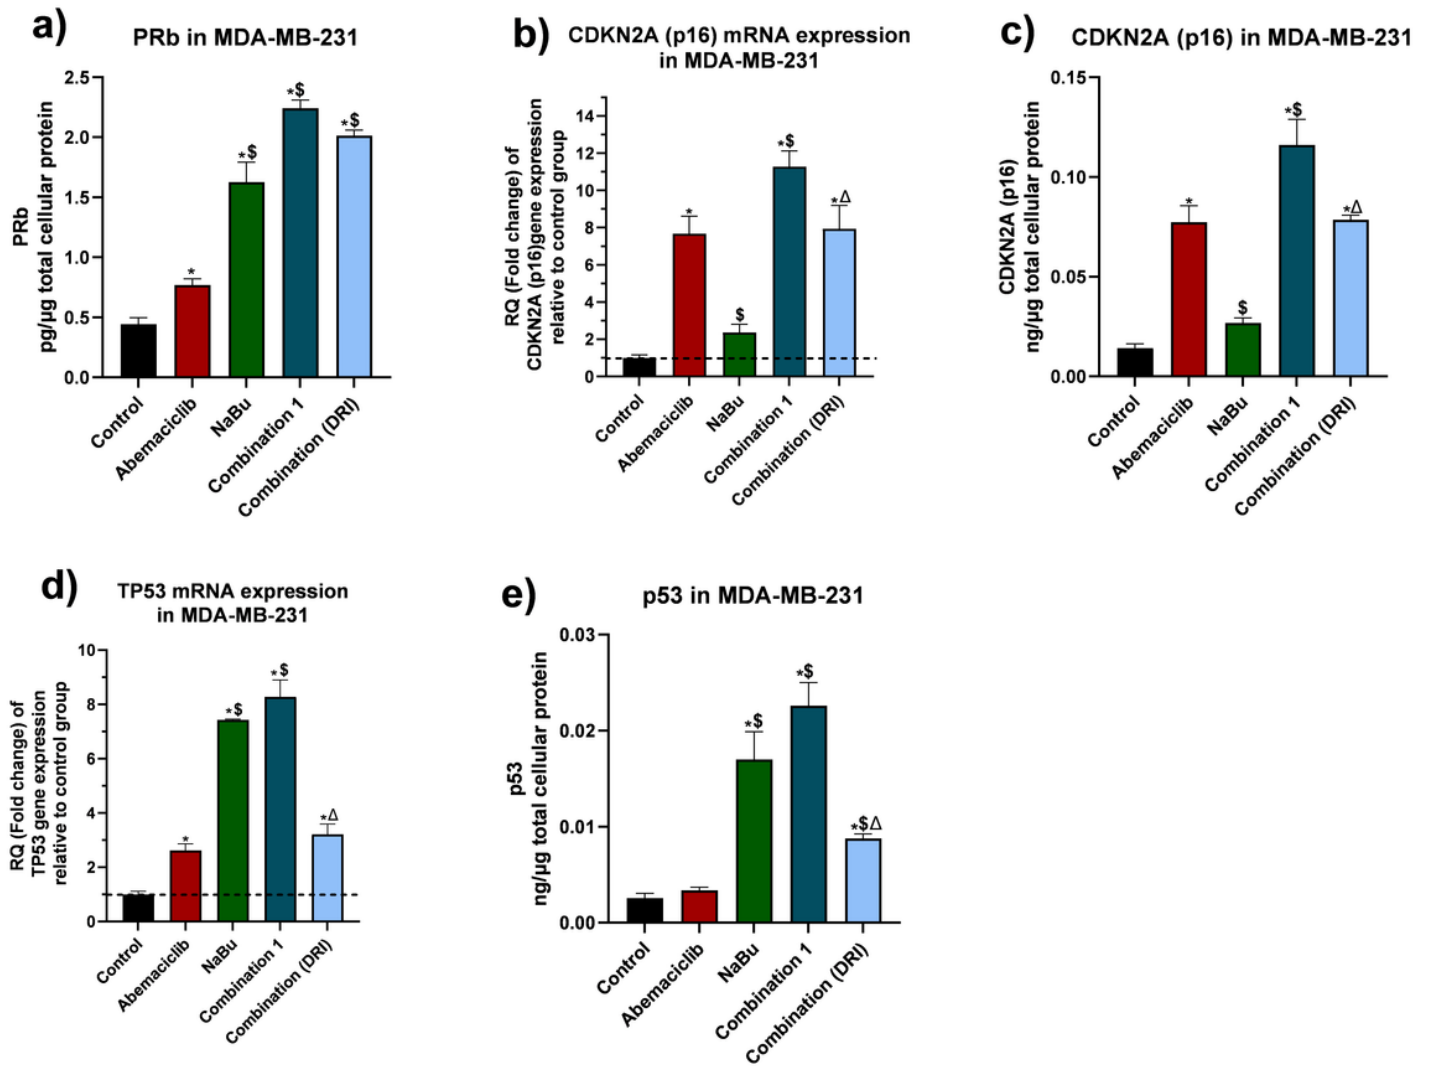 a)
PRb in MDA-MB-231
PRb
pg/µg total cellular protein
2.5
2.0
1.5
1.0
0.5
0.0
*
*$
*$
*$
Control
Abemaciclib
NaBu
Combination 1
Combination (DRI)
b)
CDKN2A (p16) mRNA expression
in MDA-MB-231
RQ (Fold change) of
CDKN2A (p16)gene expression
relative to control group
14
12
10
8
6
4
2
0
*
$
*$
*Δ
Control
Abemaciclib
NaBu
Combination 1
Combination (DRI)
c)
CDKN2A (p16) in MDA-MB-231
CDKN2A (p16)
ng/µg total cellular protein
0.15
0.10
0.05
0.00
*
$
*$
*Δ
Control
Abemaciclib
NaBu
Combination 1
Combination (DRI)
d)
TP53 mRNA expression
in MDA-MB-231
RQ (Fold change) of
TP53 gene expression
relative to control group
10
8
6
4
2
0
*
*$
*$
*Δ
Control
Abemaciclib
NaBu
Combination 1
Combination (DRI)
e)
p53 in MDA-MB-231
p53
ng/µg total cellular protein
0.03
0.02
0.01
0.00
*$
*$
*$Δ
Control
Abemaciclib
NaBu
Combination 1
Combination (DRI)